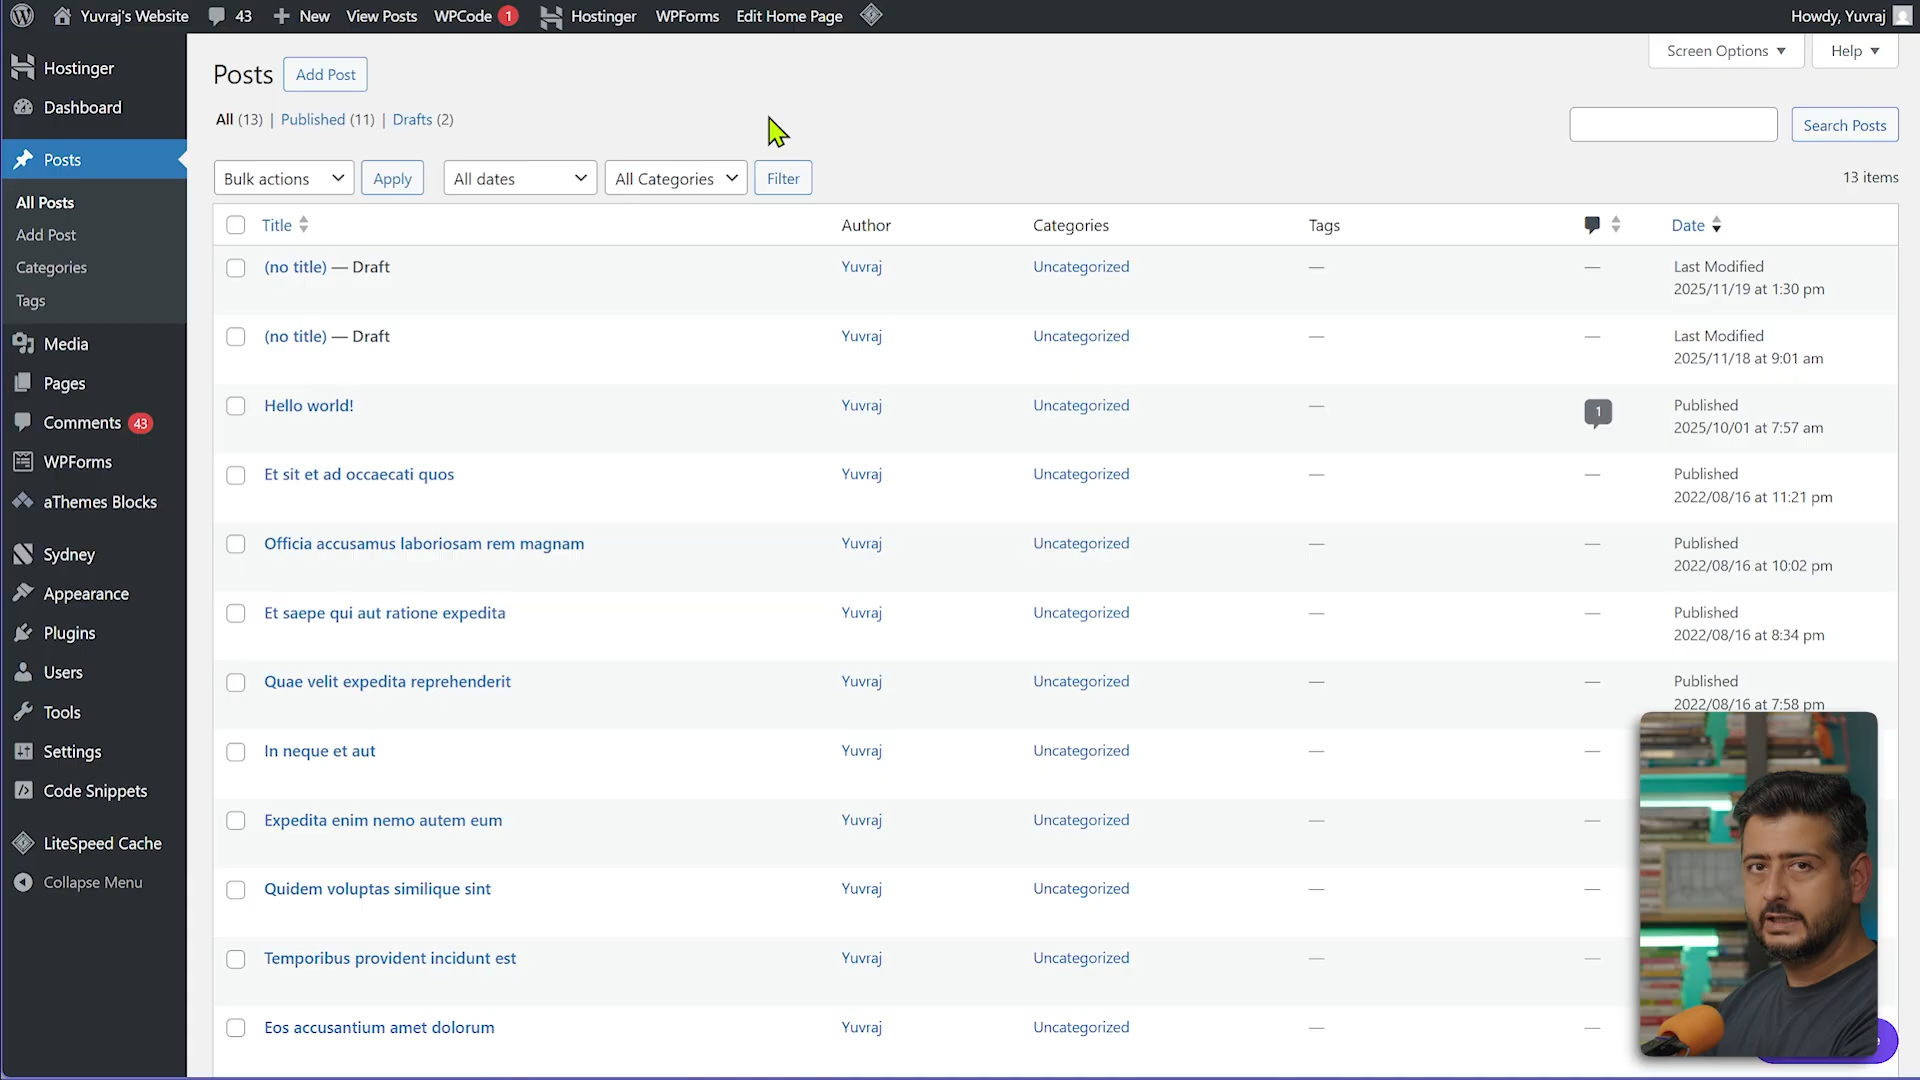 Yuvraj's Website 43 New View Posts WPCode 1 Hostinger WPForms Edit Home Page Howdy, Yuvraj
Screen Options Help
Hostinger
Dashboard
Posts
All Posts
Add Post
Categories
Tags
Media
Pages
Comments 43
WPForms
aThemes Blocks
Sydney
Appearance
Plugins
Users
Tools
Settings
Code Snippets
LiteSpeed Cache
Collapse Menu
Posts Add Post
All (13) | Published (11) | Drafts (2)
Search Posts
Bulk actions Apply All dates All Categories Filter 13 items
Title Author Categories Tags Date
(no title) — Draft Yuvraj Uncategorized — — Last Modified
2025/11/19 at 1:30 pm
(no title) — Draft Yuvraj Uncategorized — — Last Modified
2025/11/18 at 9:01 am
Hello world! Yuvraj Uncategorized — 1 Published
2025/10/01 at 7:57 am
Et sit et ad occaecati quos Yuvraj Uncategorized — — Published
2022/08/16 at 11:21 pm
Officia accusamus laboriosam rem magnam Yuvraj Uncategorized — — Published
2022/08/16 at 10:02 pm
Et saepe qui aut ratione expedita Yuvraj Uncategorized — — Published
2022/08/16 at 8:34 pm
Quae velit expedita reprehenderit Yuvraj Uncategorized — — Published
2022/08/16 at 7:58 pm
In neque et aut Yuvraj Uncategorized — —
Expedita enim nemo autem eum Yuvraj Uncategorized — —
Quidem voluptas similique sint Yuvraj Uncategorized — —
Temporibus provident incidunt est Yuvraj Uncategorized — —
Eos accusantium amet dolorum Yuvraj Uncategorized — —